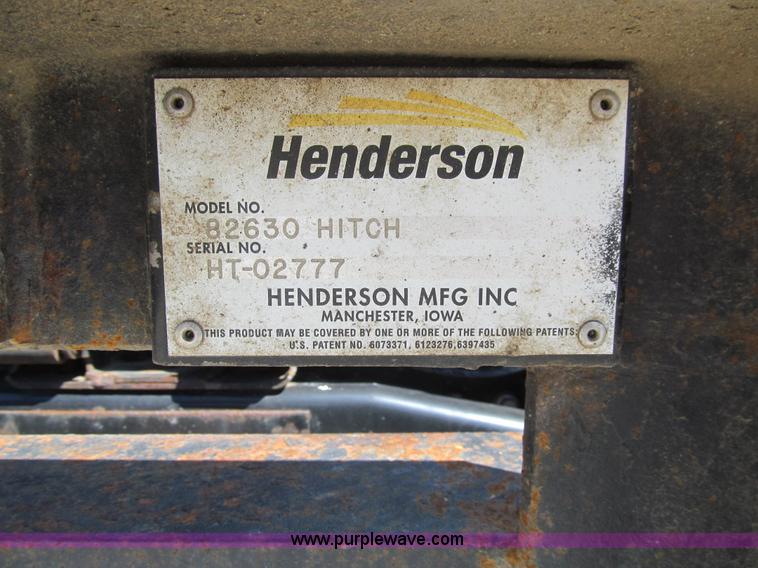 Henderson
MODEL NO.
82630 HITCH
SERIAL NO.
HT-02777
HENDERSON MFG INC
MANCHESTER, IOWA
THIS PRODUCT MAY BE COVERED BY ONE OR MORE OF THE FOLLOWING PATENTS:
U.S. PATENT NO. 6073371, 6123276,6397435
www.purplewave.com